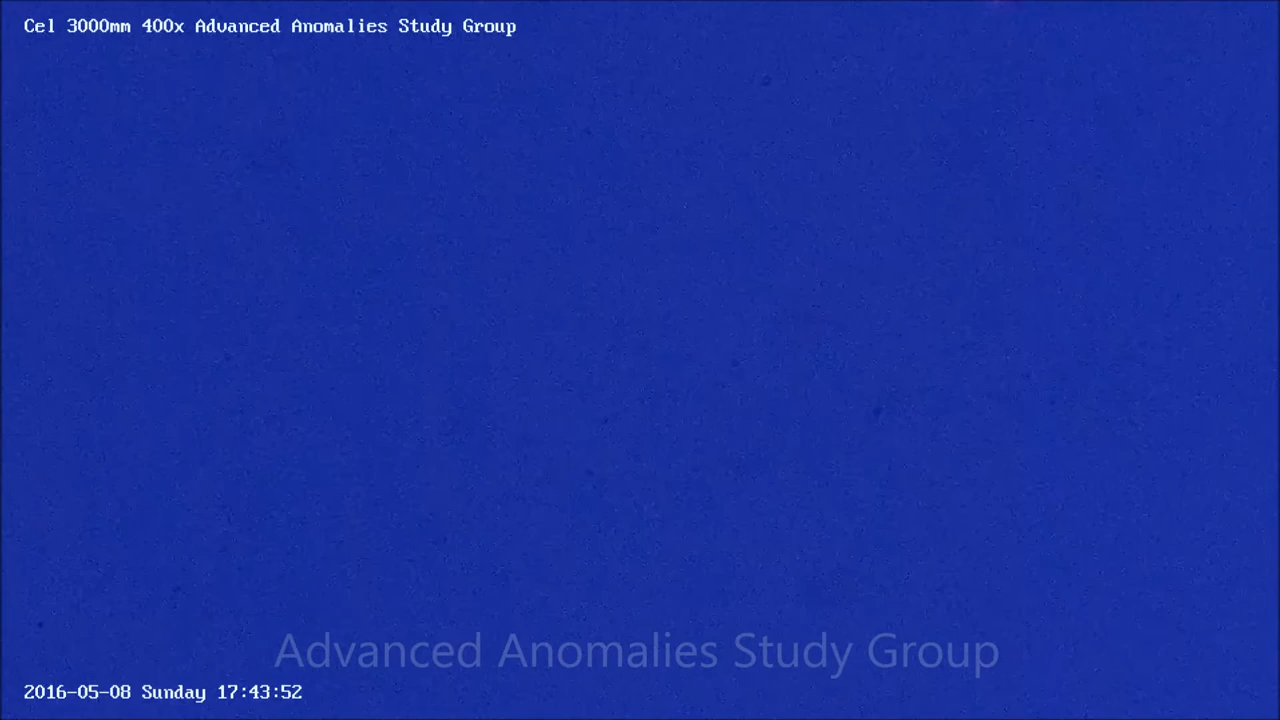 Cel 3000mm 400x Advanced Anomalies Study Group
Advanced Anomalies Study Group
2016-05-08 Sunday 17:43:52